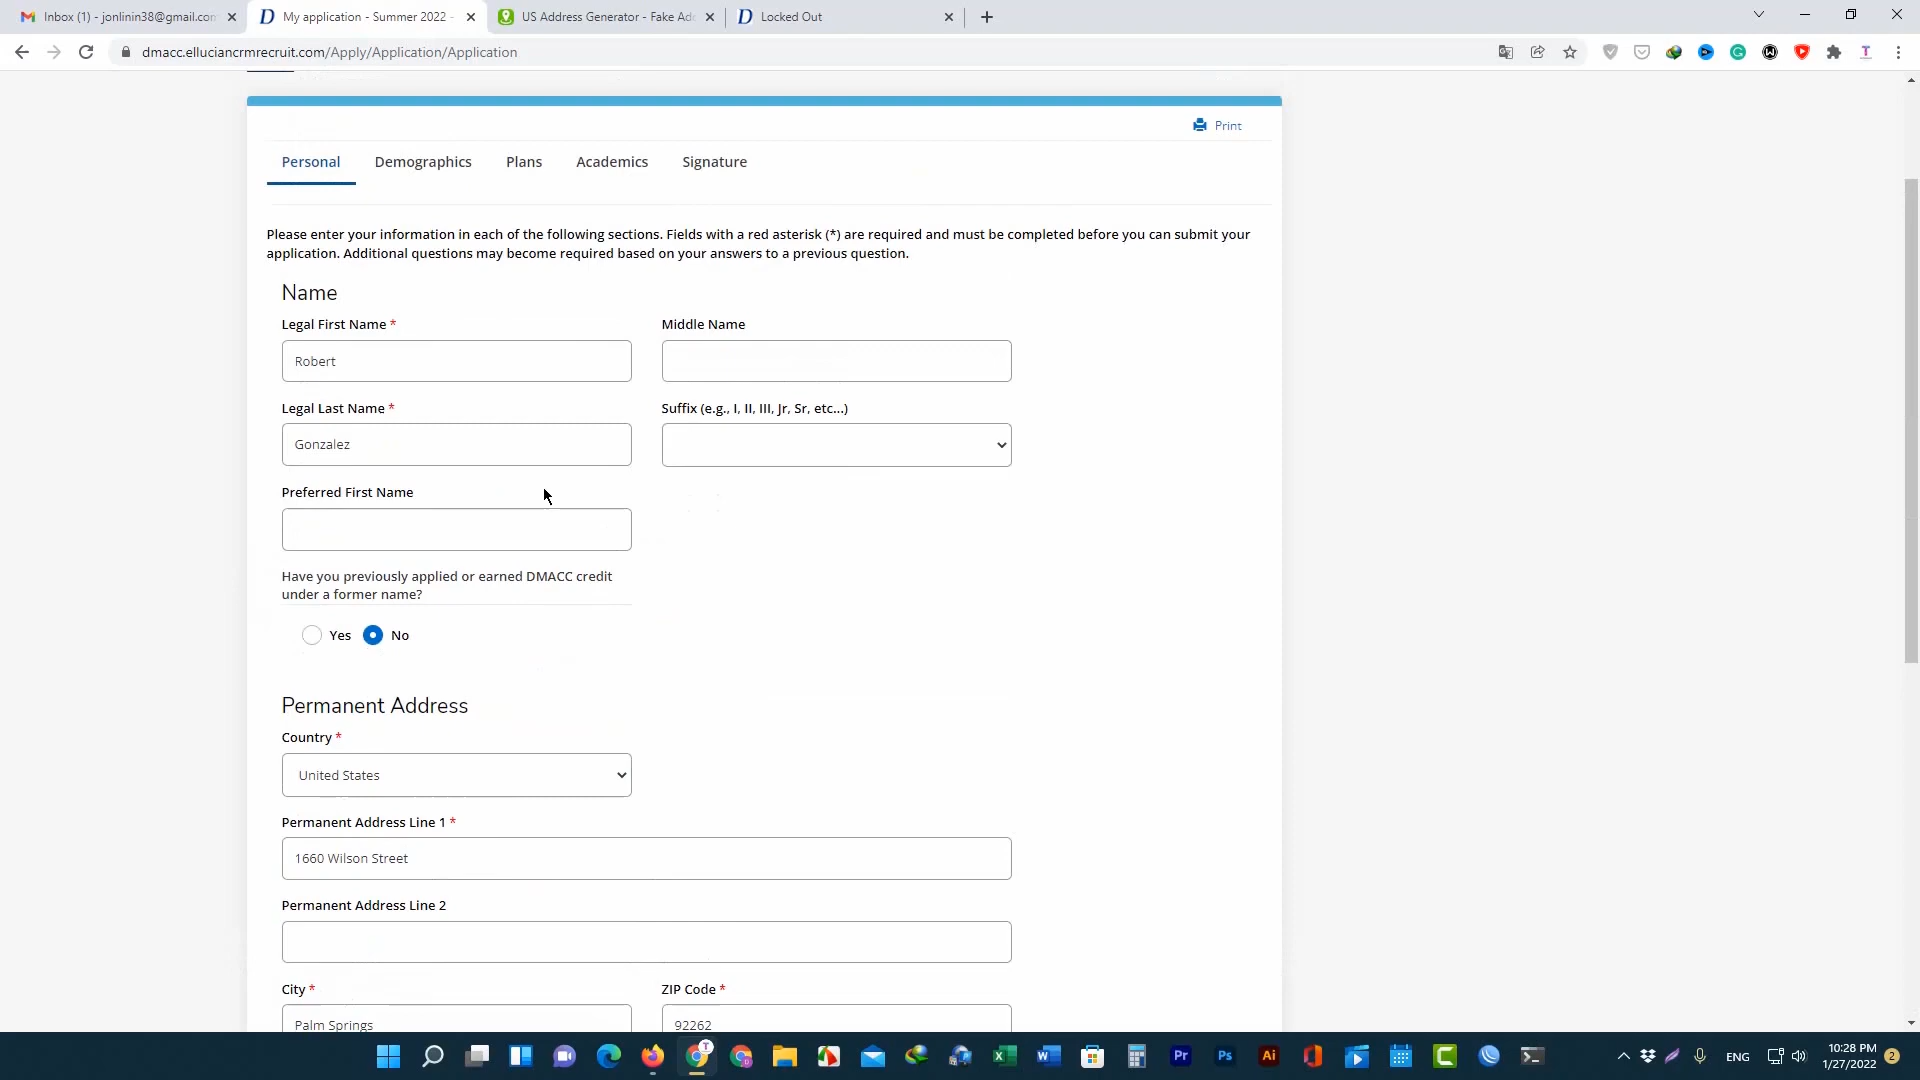 Inbox (1) - jonlinin38@gmail.com
My application - Summer 2022 -
US Address Generator - Fake Add
Locked Out
dmacc.elluciancrmrecruit.com/Apply/Application/Application
Print
Personal
Demographics
Plans
Academics
Signature
Please enter your information in each of the following sections. Fields with a red asterisk (*) are required and must be completed before you can submit your
application. Additional questions may become required based on your answers to a previous question.
Name
Legal First Name *
Middle Name
Robert
Legal Last Name *
Suffix (e.g., I, II, III, Jr, Sr, etc...)
Gonzalez
Preferred First Name
Have you previously applied or earned DMACC credit
under a former name?
Yes
No
Permanent Address
Country *
United States
Permanent Address Line 1 *
1660 Wilson Street
Permanent Address Line 2
City *
ZIP Code *
Palm Springs
92262
ENG
10:28 PM
1/27/2022
2